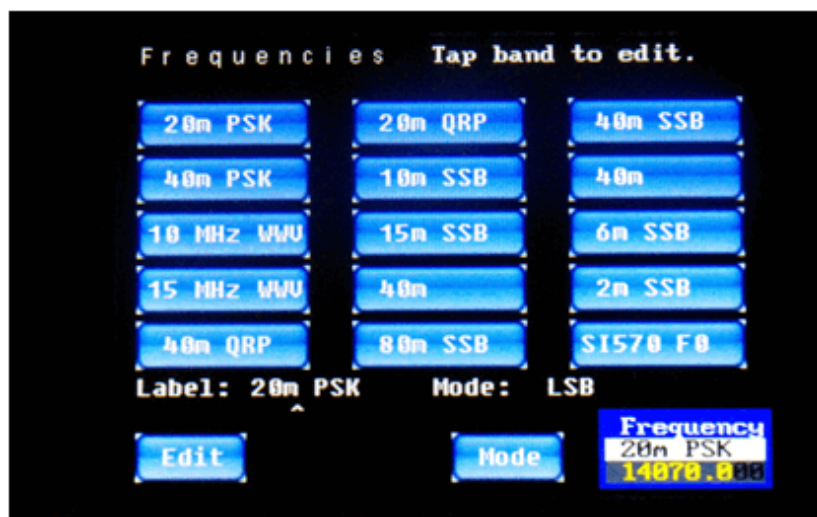 Frequencies Tap band to edit.
20m PSK 20m QRP 40m SSB
40m PSK 10m SSB 40m
10 MHz WWV 15m SSB 6m SSB
15 MHz WWV 40m 2m SSB
40m QRP 80m SSB SI570 F0
Label: 20m PSK Mode: LSB
^
Edit Mode
Frequency
20m PSK
14070.000